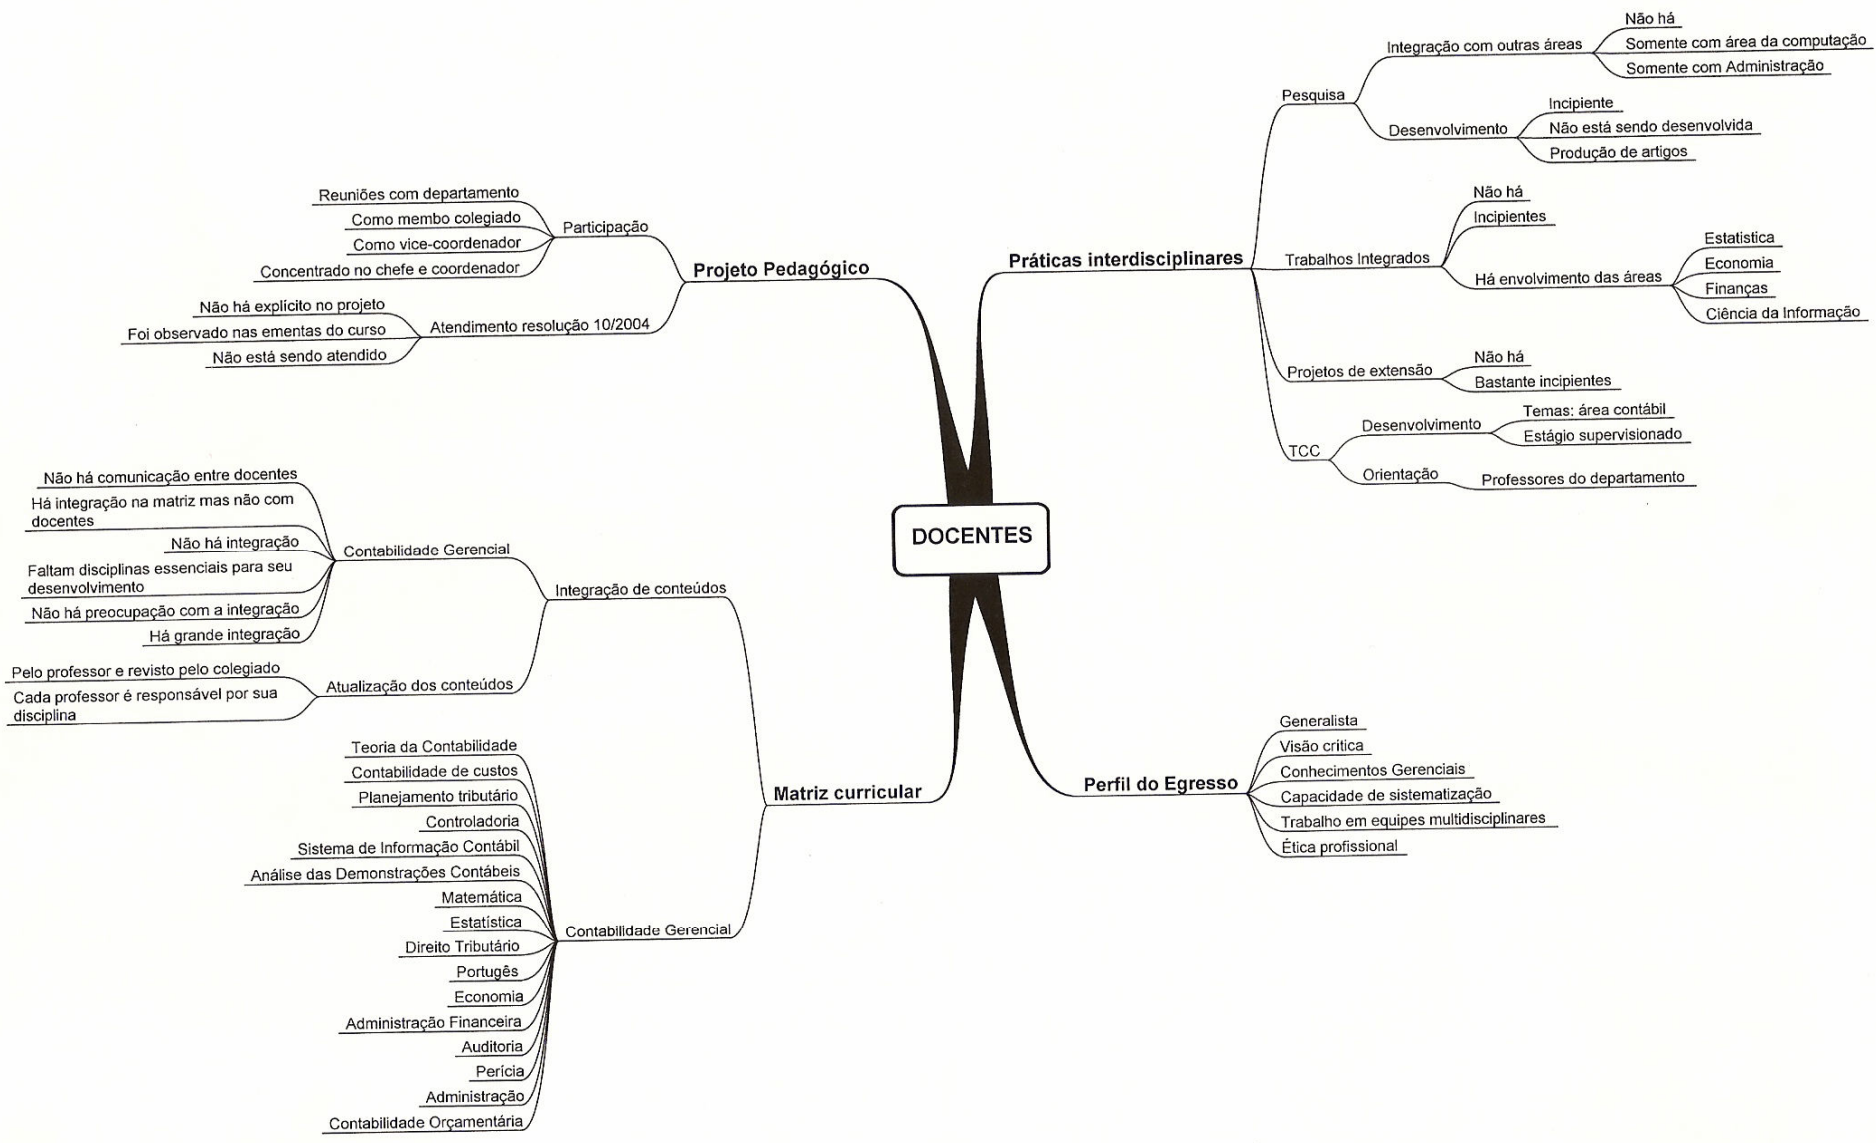 Não há
Integração com outras áreas
Somente com área da computação
Somente com Administração
Pesquisa
Incipiente
Desenvolvimento
Não está sendo desenvolvida
Produção de artigos
Práticas interdisciplinares
Não há
Incipientes
Trabalhos Integrados
Há envolvimento das áreas
Estatistica
Economia
Finanças
Ciência da Informação
Projetos de extensão
Não há
Bastante incipientes
TCC
Desenvolvimento
Temas: área contábil
Estágio supervisionado
Orientação
Professores do departamento
Reuniões com departamento
Como membo colegiado
Como vice-coordenador
Concentrado no chefe e coordenador
Participação
Projeto Pedagógico
Não há explícito no projeto
Foi observado nas ementas do curso
Não está sendo atendido
Atendimento resolução 10/2004
DOCENTES
Não há comunicação entre docentes
Há integração na matriz mas não com
docentes
Não há integração
Faltam disciplinas essenciais para seu
desenvolvimento
Não há preocupação com a integração
Há grande integração
Contabilidade Gerencial
Integração de conteúdos
Pelo professor e revisto pelo colegiado
Cada professor é responsável por sua
disciplina
Atualização dos conteúdos
Matriz curricular
Teoria da Contabilidade
Contabilidade de custos
Planejamento tributário
Controladoria
Sistema de Informação Contábil
Análise das Demonstrações Contábeis
Matemática
Estatística
Direito Tributário
Portugês
Economia
Administração Financeira
Auditoria
Perícia
Administração
Contabilidade Orçamentária
Contabilidade Gerencial
Perfil do Egresso
Generalista
Visão critica
Conhecimentos Gerenciais
Capacidade de sistematização
Trabalho em equipes multidisciplinares
Ética profissional